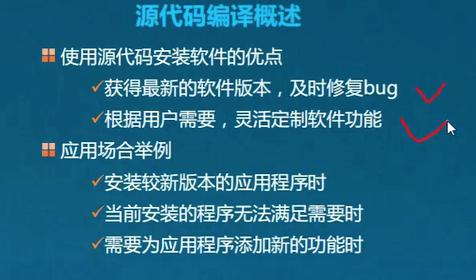 源代码编译概述
使用源代码安装软件的优点
获得最新的软件版本，及时修复bug
根据用户需要，灵活定制软件功能
应用场合举例
安装较新版本的应用程序时
当前安装的程序无法满足需要时
需要为应用程序添加新的功能时